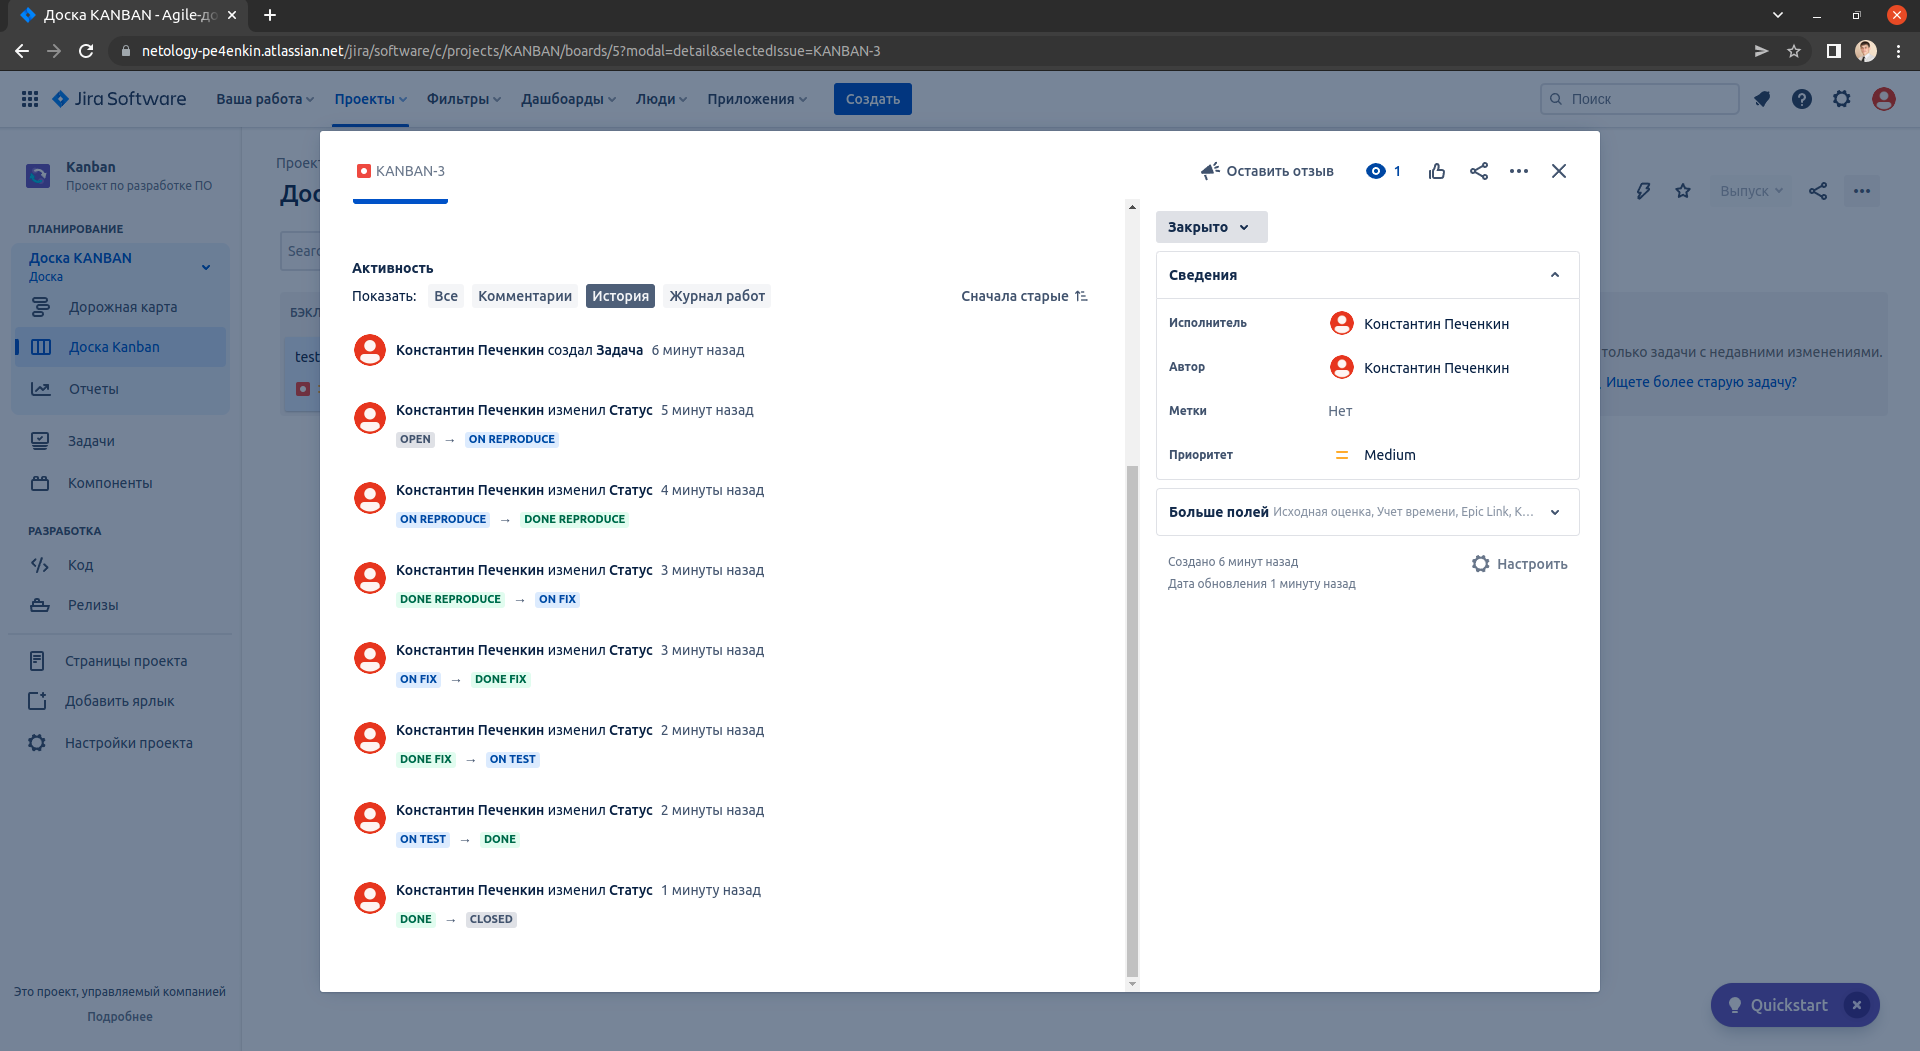 Доска KANBAN - Agile-до
netology-pe4enkin.atlassian.net/jira/software/c/projects/KANBAN/boards/5?modal=detail&selectedIssue=KANBAN-3
Jira Software
Ваша работа
Проекты
Фильтры
Дашбоарды
Люди
Приложения
Создать
Поиск
Kanban
Проект по разработке ПО
ПЛАНИРОВАНИЕ
Доска KANBAN
Доска
Дорожная карта
Доска Kanban
Отчеты
Задачи
Компоненты
РАЗРАБОТКА
Код
Релизы
Страницы проекта
Добавить ярлык
Настройки проекта
Это проект, управляемый компанией
Подробнее
Проек
Дос
Searc
БЭКЛ
test
Выпуск
только задачи с недавними изменениями.
Ищете более старую задачу?
KANBAN-3
Оставить отзыв
1
Активность
Показать: Все Комментарии История Журнал работ
Сначала старые
Константин Печенкин создал Задача 6 минут назад
Константин Печенкин изменил Статус 5 минут назад
OPEN → ON REPRODUCE
Константин Печенкин изменил Статус 4 минуты назад
ON REPRODUCE → DONE REPRODUCE
Константин Печенкин изменил Статус 3 минуты назад
DONE REPRODUCE → ON FIX
Константин Печенкин изменил Статус 3 минуты назад
ON FIX → DONE FIX
Константин Печенкин изменил Статус 2 минуты назад
DONE FIX → ON TEST
Константин Печенкин изменил Статус 2 минуты назад
ON TEST → DONE
Константин Печенкин изменил Статус 1 минуту назад
DONE → CLOSED
Закрыто
Сведения
Исполнитель Константин Печенкин
Автор Константин Печенкин
Метки Нет
Приоритет Medium
Больше полей Исходная оценка, Учет времени, Epic Link, К...
Создано 6 минут назад
Дата обновления 1 минуту назад
Настроить
Quickstart